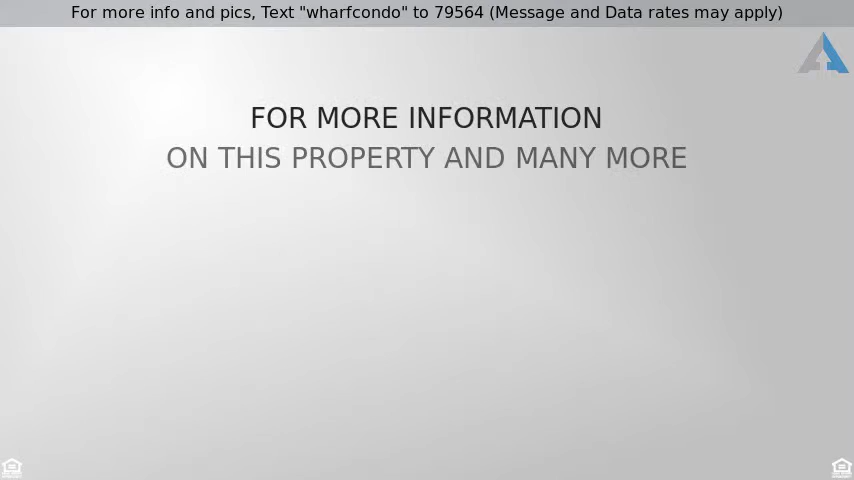 For more info and pics, Text "wharfcondo" to 79564 (Message and Data rates may apply)
FOR MORE INFORMATION
ON THIS PROPERTY AND MANY MORE